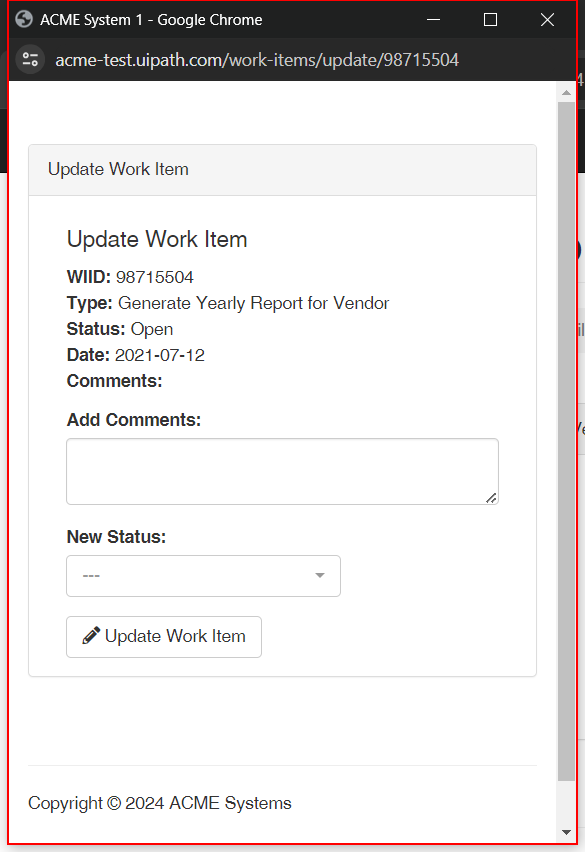 ACME System 1 - Google Chrome
acme-test.uipath.com/work-items/update/98715504
Update Work Item
Update Work Item
WIID: 98715504
Type: Generate Yearly Report for Vendor
Status: Open
Date: 2021-07-12
Comments:
Add Comments:
New Status:
---
Update Work Item
Copyright © 2024 ACME Systems